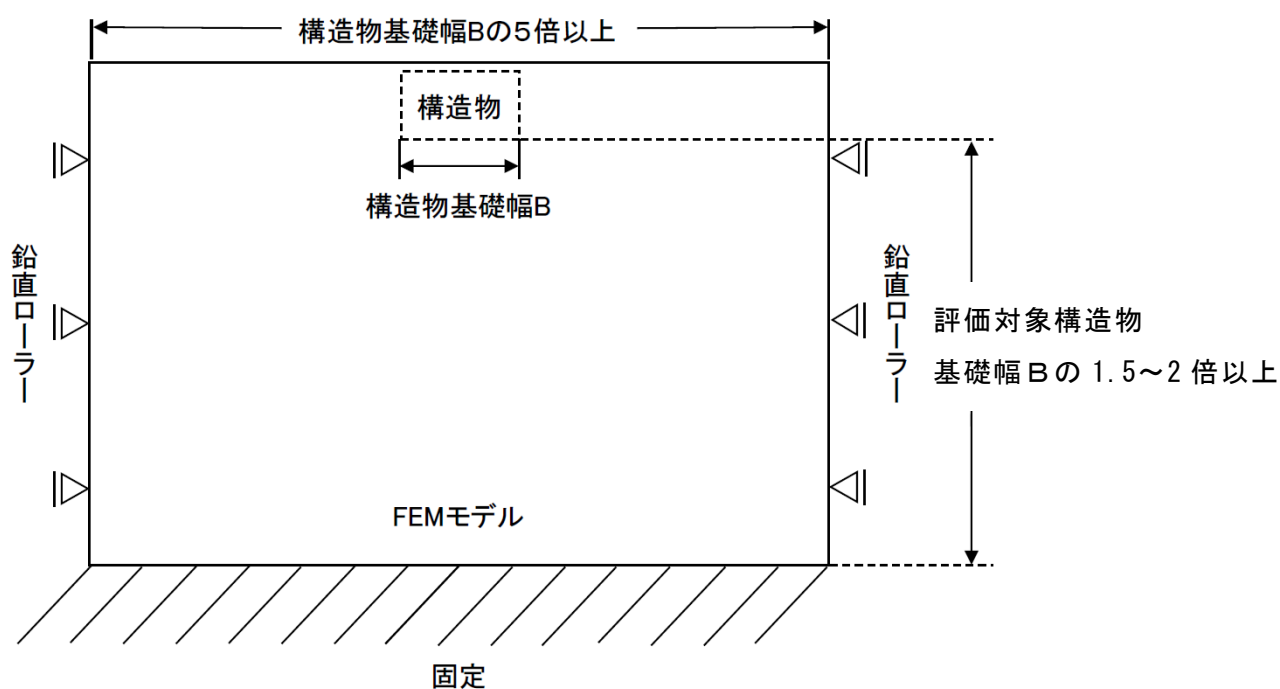 構造物基礎幅Bの5倍以上
構造物
構造物基礎幅B
鉛直ローラー
鉛直ローラー
評価対象構造物
基礎幅Bの 1.5～2 倍以上
FEMモデル
固定